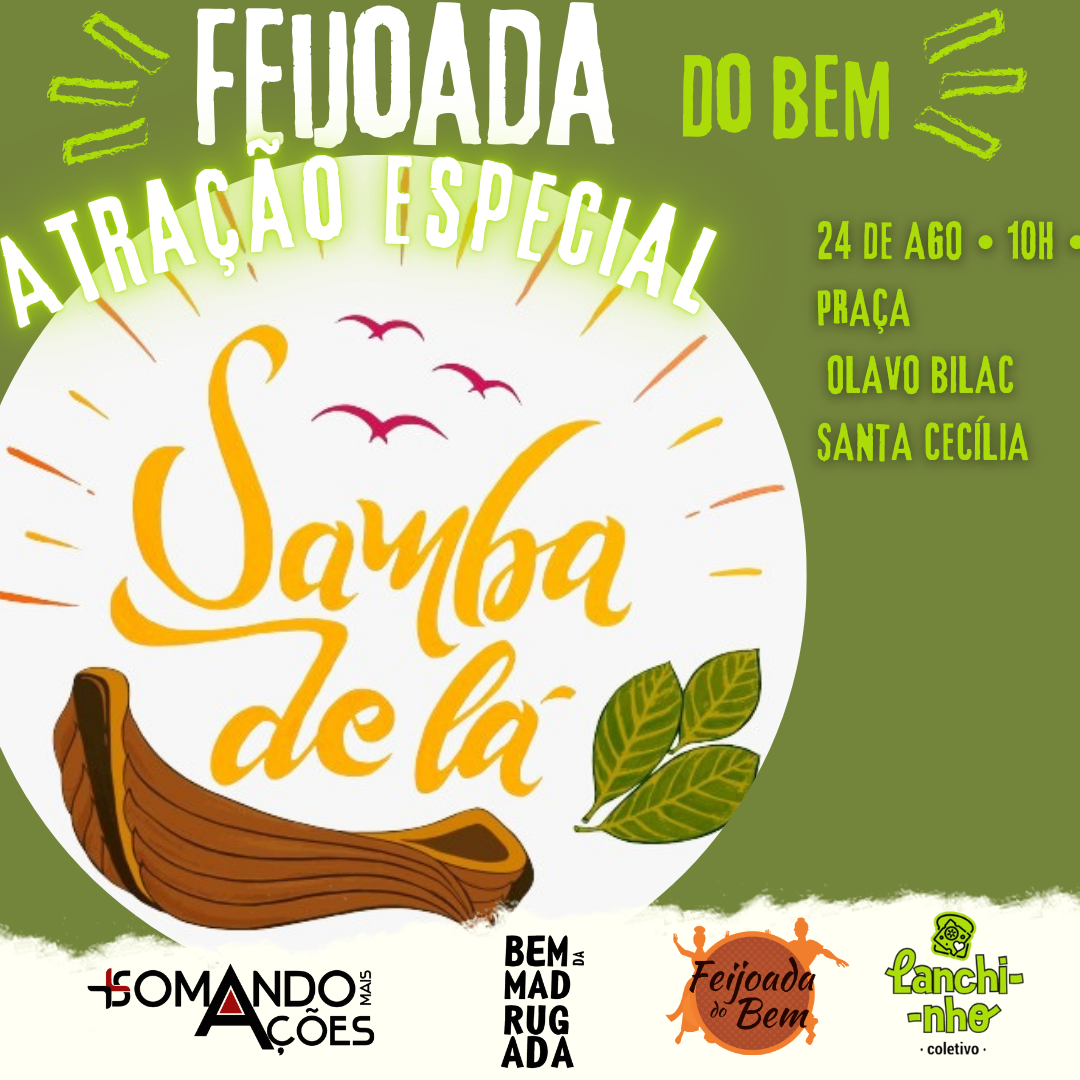 FEIJOADA
DO BEM
ATRAÇÃO ESPECIAL
24 DE AGO • 10H •
PRAÇA
OLAVO BILAC
SANTA CECÍLIA
Samba
de lá
+SOMANDO MAIS
AÇÕES
BEM DA
MAD
RUG
ADA
Feijoada
do Bem
Lanchi-
-nho
• coletivo •